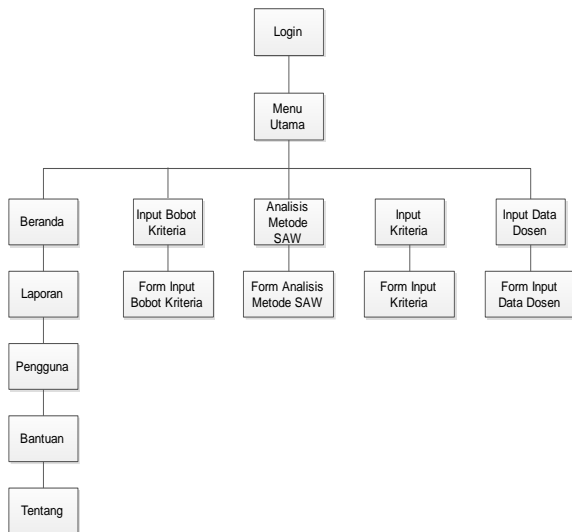 Login
Menu
Utama
Beranda
Input Bobot
Kriteria
Analisis
Metode
SAW
Input
Kriteria
Input Data
Dosen
Laporan
Form Input
Bobot Kriteria
Form Analisis
Metode SAW
Form Input
Kriteria
Form Input
Data Dosen
Pengguna
Bantuan
Tentang